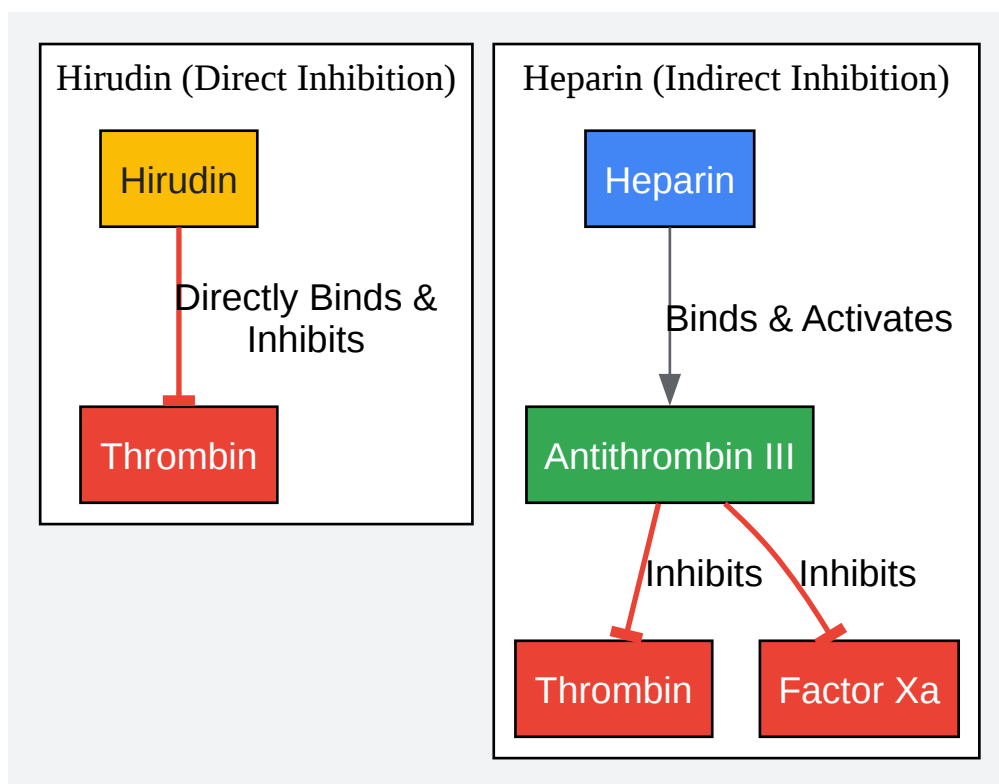 Hirudin (Direct Inhibition)
Hirudin
Directly Binds &
Inhibits
Thrombin
Heparin (Indirect Inhibition)
Heparin
Binds & Activates
Antithrombin III
Inhibits
Inhibits
Thrombin
Factor Xa